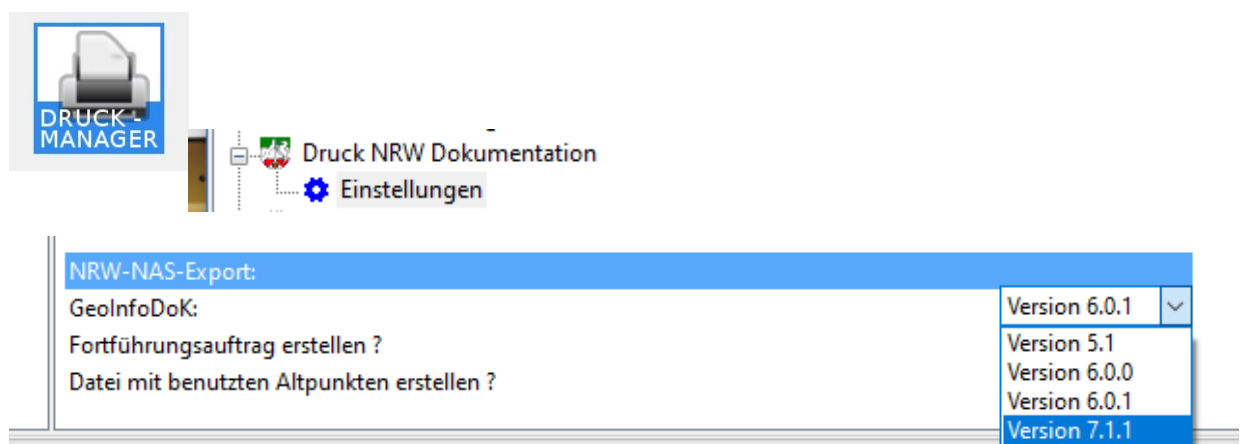 DRUCK -
MANAGER
Druck NRW Dokumentation
Einstellungen
NRW-NAS-Export:
GeoInfoDoK:
Version 6.0.1
Fortführungsauftrag erstellen ?
Version 5.1
Version 6.0.0
Datei mit benutzten Altpunkten erstellen ?
Version 6.0.1
Version 7.1.1